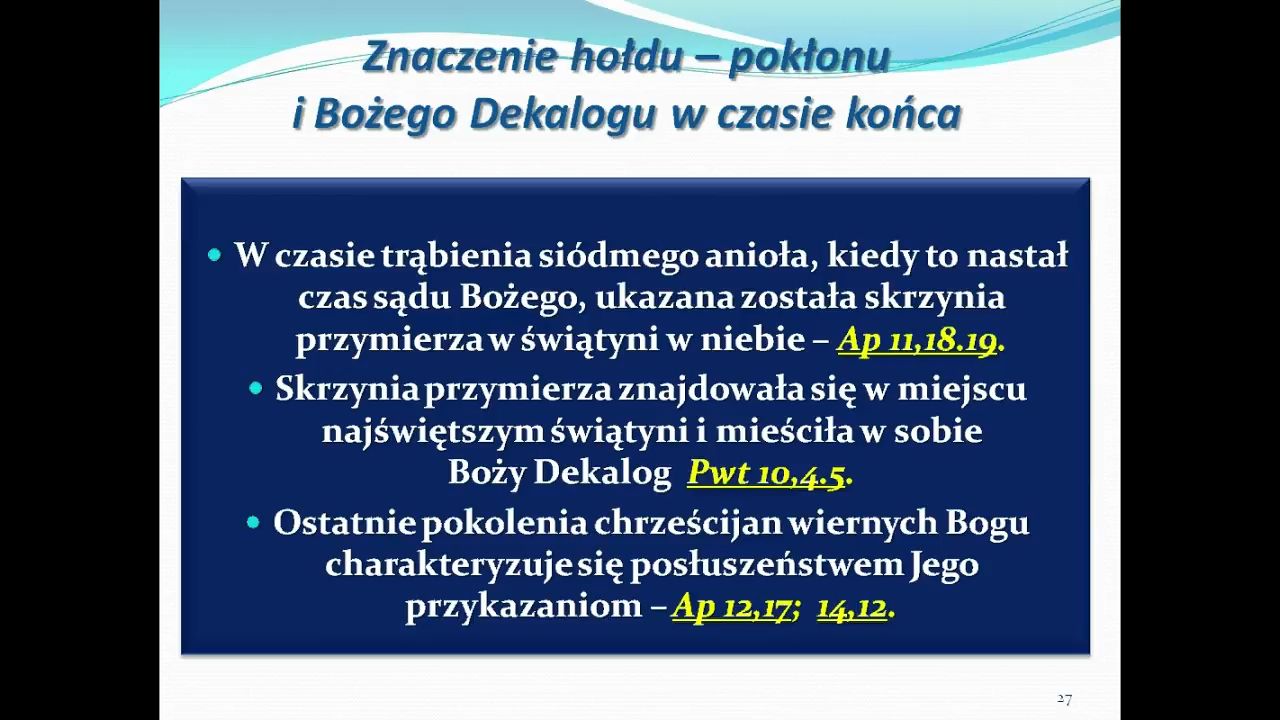 Znaczenie hołdu – pokłonu
i Bożego Dekalogu w czasie końca
• W czasie trąbienia siódmego anioła, kiedy to nastał
czas sądu Bożego, ukazana została skrzynia
przymierza w świątyni w niebie – Ap 11,18.19.
• Skrzynia przymierza znajdowała się w miejscu
najświętszym świątyni i mieściła w sobie
Boży Dekalog Pwt 10,4.5.
• Ostatnie pokolenia chrześcijan wiernych Bogu
charakteryzuje się posłuszeństwem Jego
przykazaniom – Ap 12,17; 14,12.
27